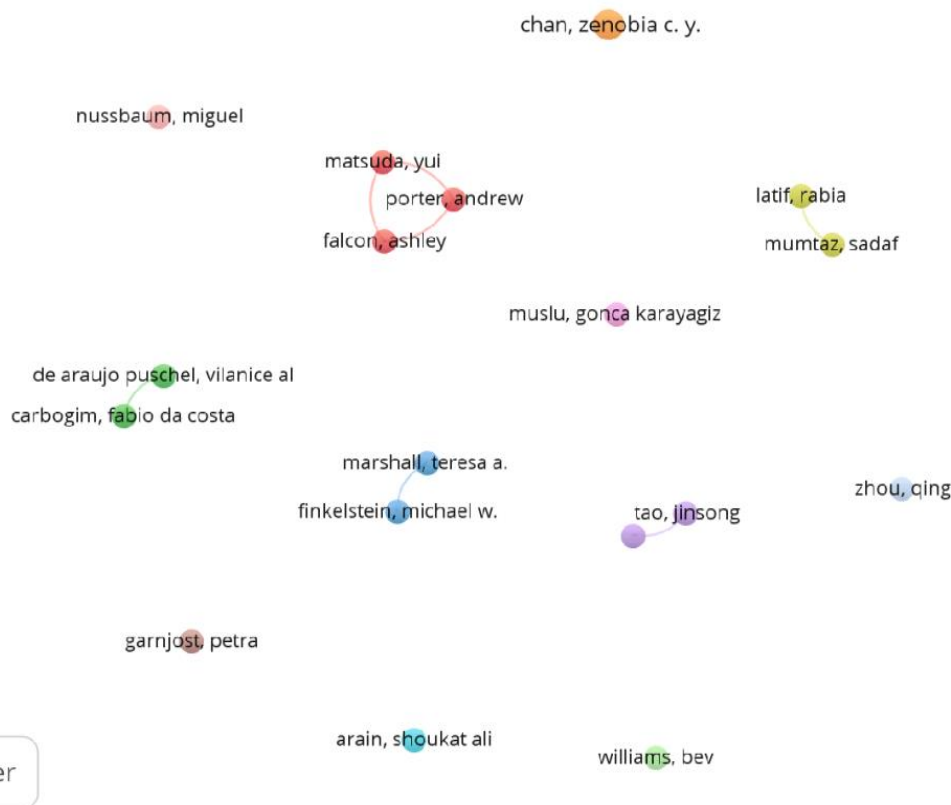 chan, zenobia c. y.
nussbaum, miguel
matsuda, yui
porter, andrew
latif, rabia
falcon, ashley
mumtaz, sadaf
muslu, gonca karayagiz
de araujo puschel, vilanice al
carbogim, fabio da costa
marshall, teresa a.
zhou, qing
finkelstein, michael w.
tao, jinsong
garnjost, petra
arain, shoukat ali
williams, bev
er